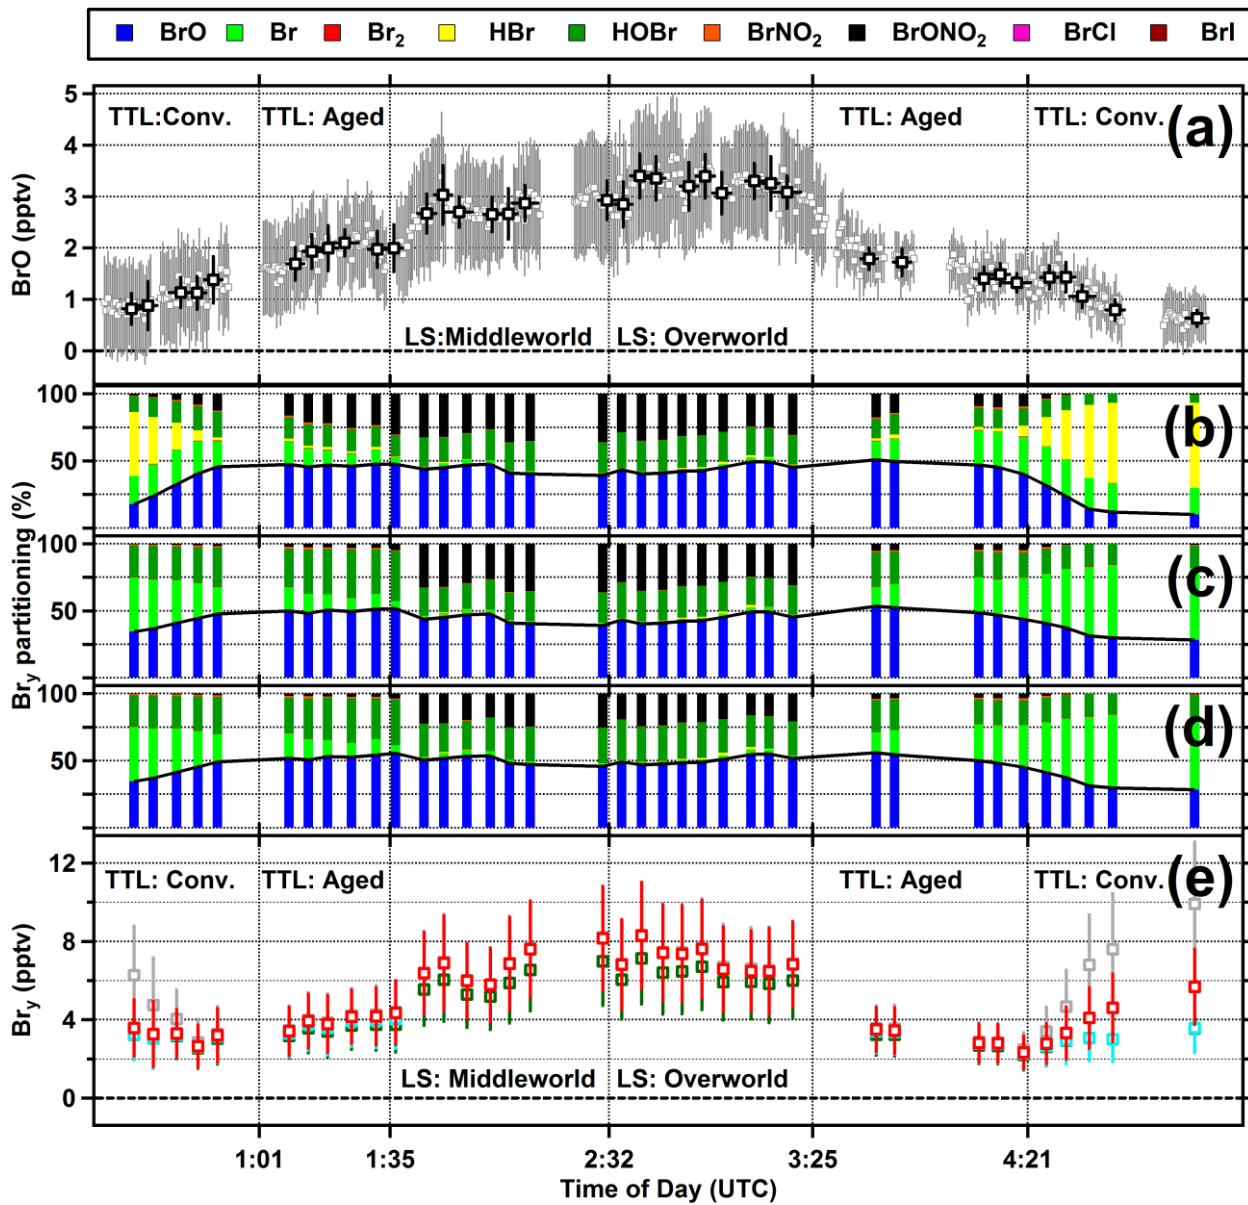 BrO Br Br₂ HBr HOBr BrNO₂ BrONO₂ BrCl BrI
TTL:Conv. TTL: Aged TTL: Aged TTL: Conv. (a)
5
4
3
2
1
0
BrO (pptv)
LS:Middleworld LS: Overworld
100
50
(b)
100
50
(c)
100
50
(d)
Brᵧ partitioning (%)
TTL: Conv. TTL: Aged TTL: Aged TTL: Conv. (e)
12
8
4
0
Brᵧ (pptv)
LS: Middleworld LS: Overworld
1:01 1:35 2:32 3:25 4:21
Time of Day (UTC)